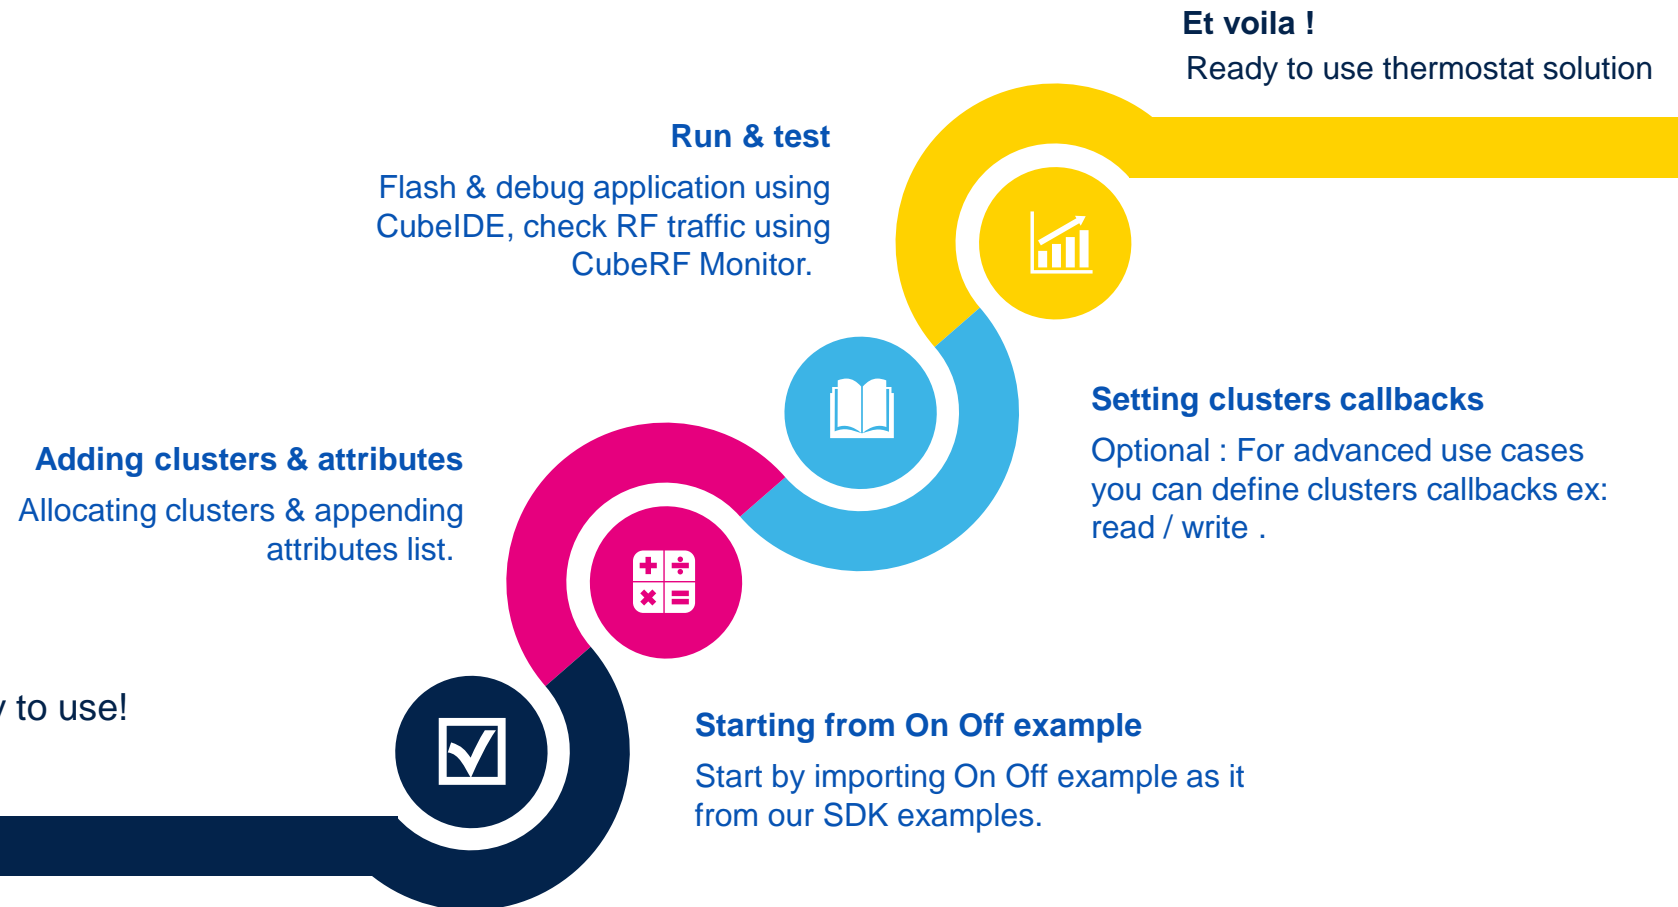 Et voila !
Ready to use thermostat solution
Run & test
Flash & debug application using
CubeIDE, check RF traffic using
CubeRF Monitor.
Setting clusters callbacks
Optional : For advanced use cases
you can define clusters callbacks ex:
read / write .
Adding clusters & attributes
Allocating clusters & appending
attributes list.
to use!
Starting from On Off example
Start by importing On Off example as it
from our SDK examples.